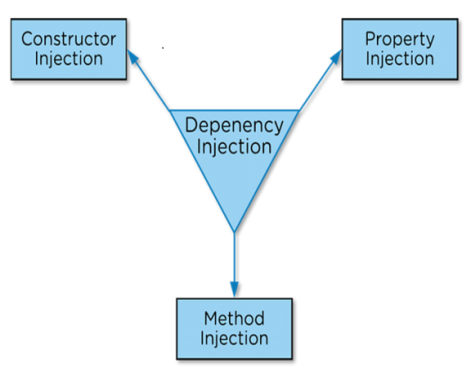 Constructor
Injection
Property
Injection
Depenency
Injection
Method
Injection